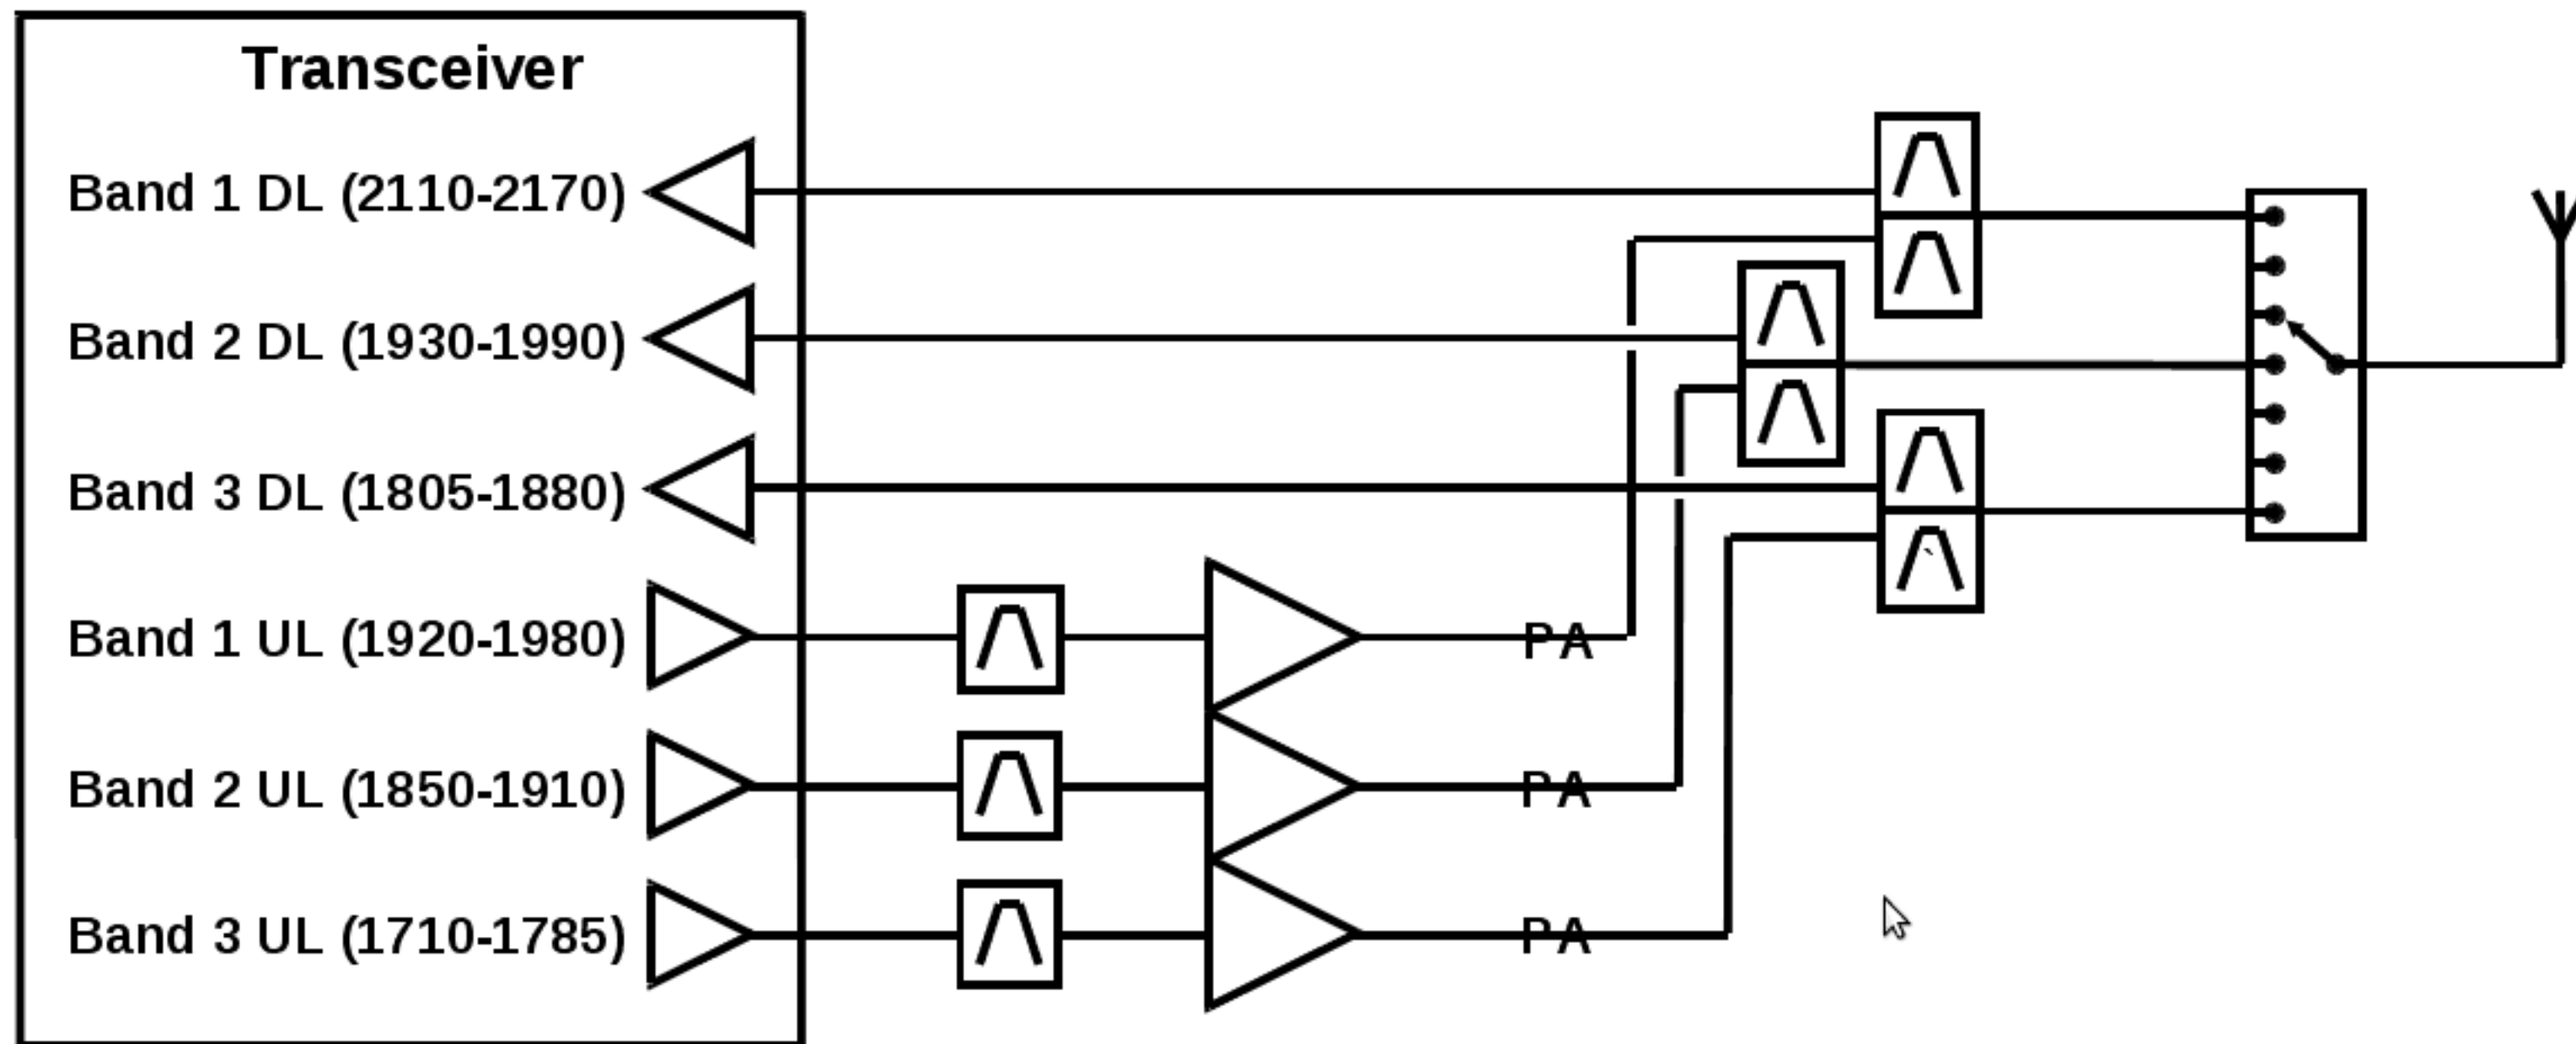 Transceiver
Band 1 DL (2110-2170)
Band 2 DL (1930-1990)
Band 3 DL (1805-1880)
Band 1 UL (1920-1980)
PA
Band 2 UL (1850-1910)
PA
Band 3 UL (1710-1785)
PA